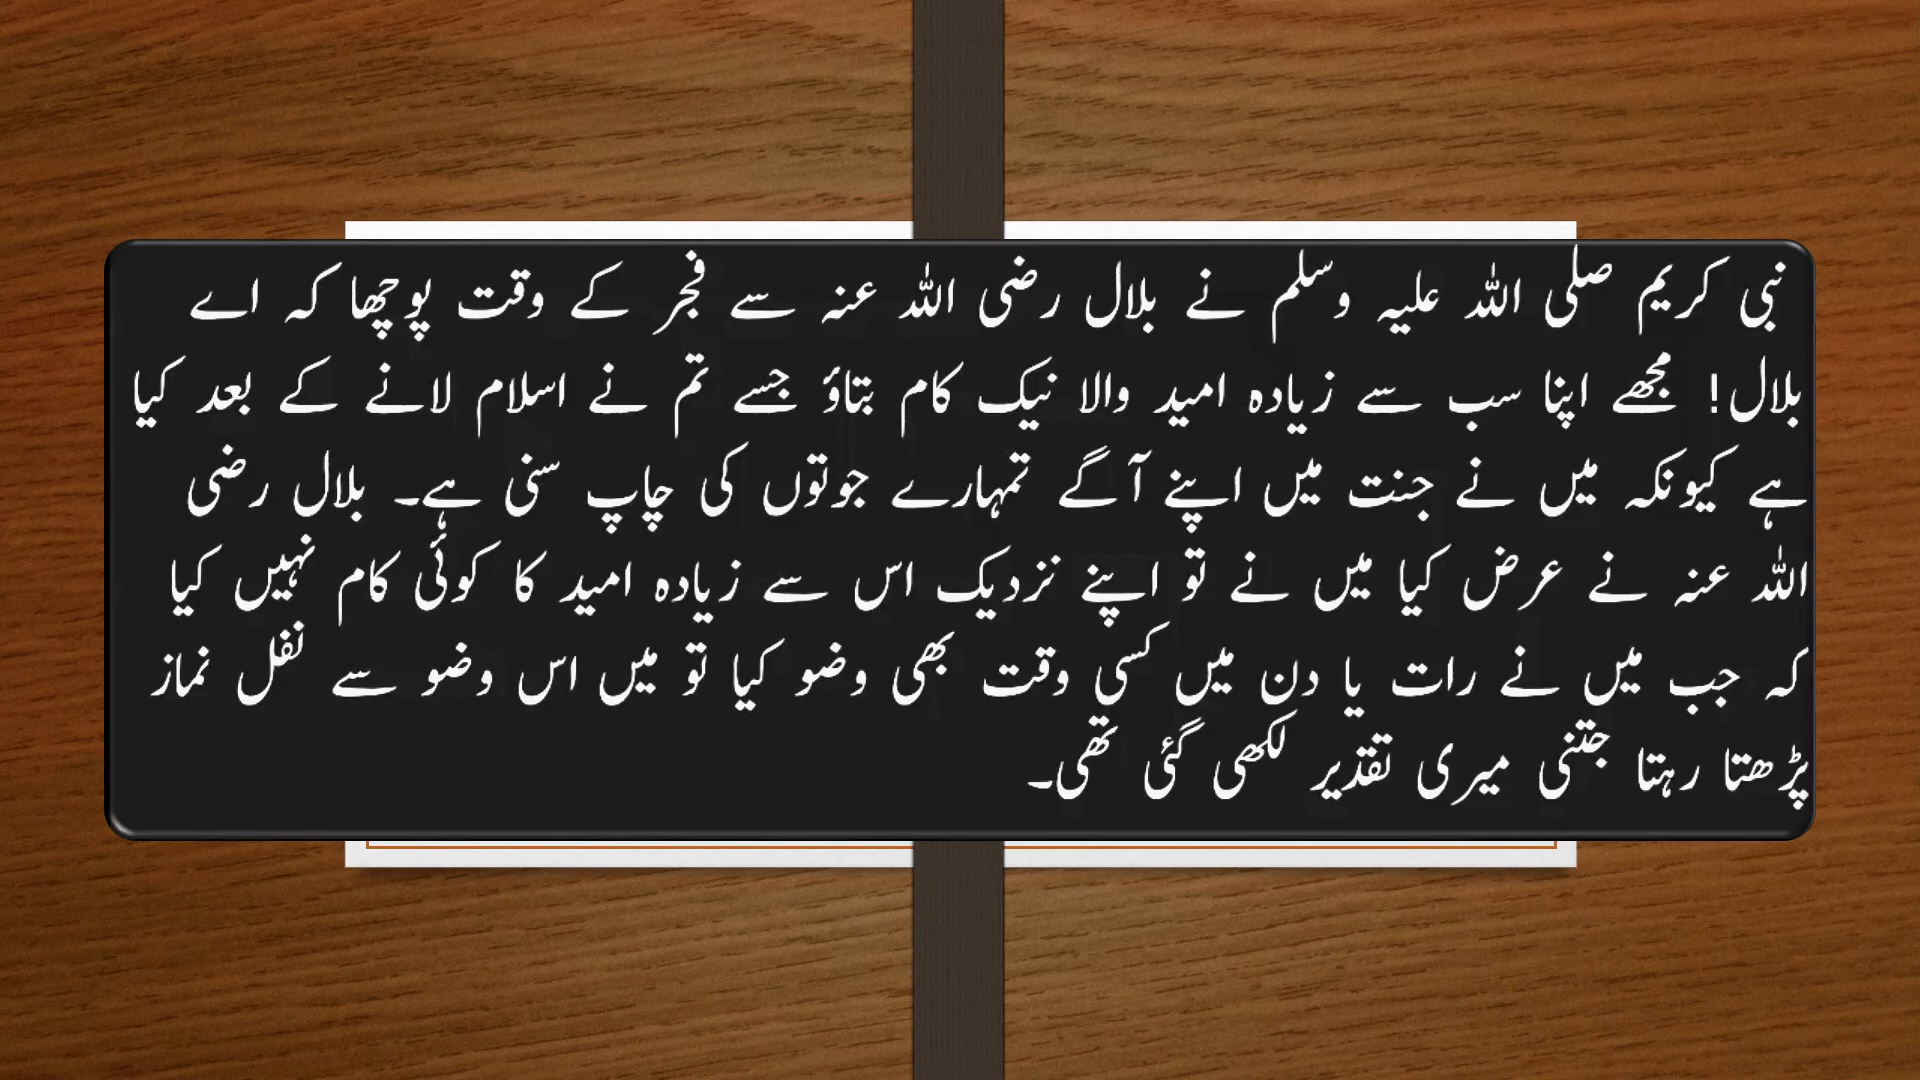 نبی کریم صلی اللہ علیہ وسلم نے بلال رضی اللہ عنہ سے فجر کے وقت پوچھا کہ اے
بلال! مجھے اپنا سب سے زیادہ امید والا نیک کام بتاؤ جسے تم نے اسلام لانے کے بعد کیا
ہے کیونکہ میں نے جنت میں اپنے آگے تمہارے جوتوں کی چاپ سنی ہے۔ بلال رضی
اللہ عنہ نے عرض کیا میں نے تو اپنے نزدیک اس سے زیادہ امید کا کوئی کام نہیں کیا
کہ جب میں نے رات یا دن میں کسی وقت بھی وضو کیا تو میں اس وضو سے نفل نماز
پڑھتا رہتا جتنی میری تقدیر لکھی گئی تھی۔